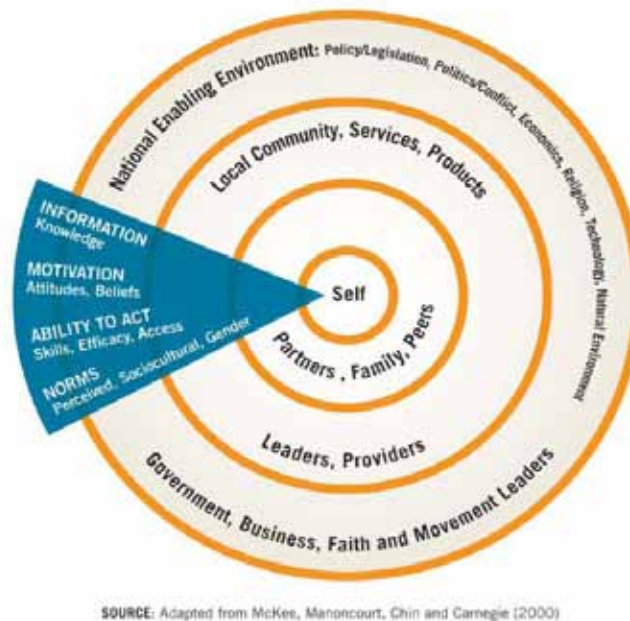 National Enabling Environment: Policy/Legislation, Politics/Conflict, Economics, Religion, Technology, Natural Environment
Local Community, Services, Products
INFORMATION
Knowledge
MOTIVATION
Attitudes, Beliefs
ABILITY TO ACT
Skills, Efficacy, Access
NORMS
Perceived, Sociocultural, Gender
Self
Partners , Family, Peers
Leaders, Providers
Government, Business, Faith and Movement Leaders
SOURCE: Adapted from McKee, Manoncourt, Chin and Carnegie (2000)